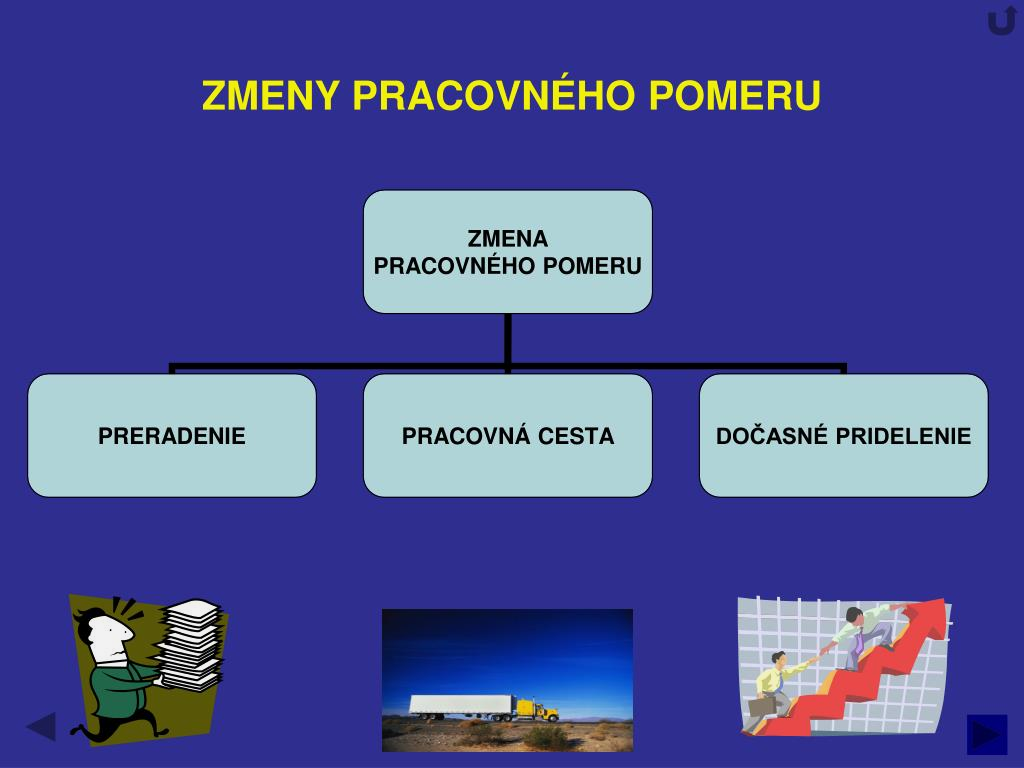 ZMENY PRACOVNÉHO POMERU
ZMENA
PRACOVNÉHO POMERU
PRERADENIE
PRACOVNÁ CESTA
DOČASNÉ PRIDELENIE